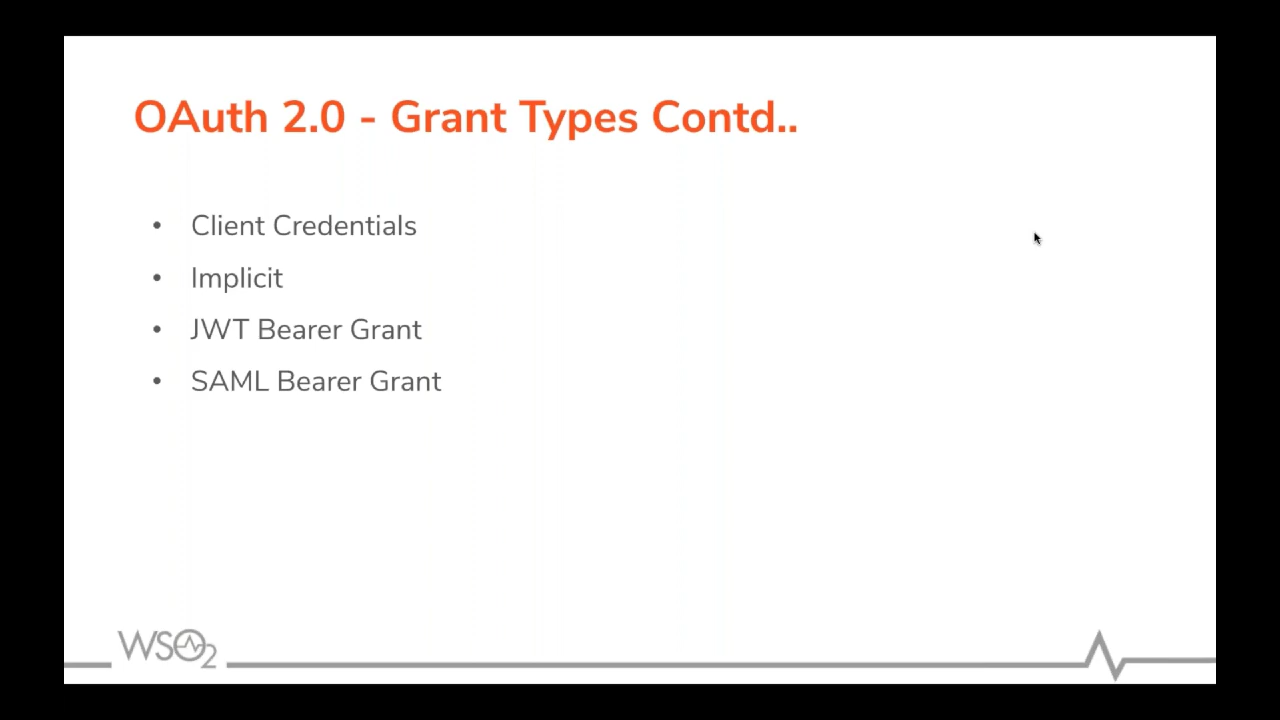 OAuth 2.0 - Grant Types Contd..
• Client Credentials
• Implicit
• JWT Bearer Grant
• SAML Bearer Grant
WSO2